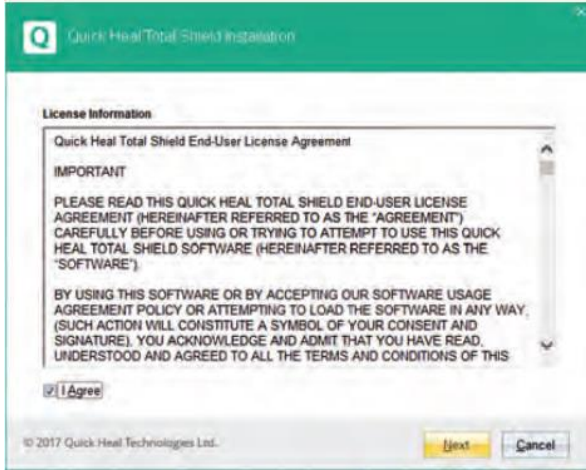 Q
Quick Heal Total Shield Installation
License Information
Quick Heal Total Shield End-User License Agreement
IMPORTANT
PLEASE READ THIS QUICK HEAL TOTAL SHIELD END-USER LICENSE
AGREEMENT (HEREINAFTER REFERRED TO AS THE "AGREEMENT")
CAREFULLY BEFORE USING OR TRYING TO ATTEMPT TO USE THIS QUICK
HEAL TOTAL SHIELD SOFTWARE (HEREINAFTER REFERRED TO AS THE
"SOFTWARE").
BY USING THIS SOFTWARE OR BY ACCEPTING OUR SOFTWARE USAGE
AGREEMENT POLICY OR ATTEMPTING TO LOAD THE SOFTWARE IN ANY WAY,
(SUCH ACTION WILL CONSTITUTE A SYMBOL OF YOUR CONSENT AND
SIGNATURE), YOU ACKNOWLEDGE AND ADMIT THAT YOU HAVE READ,
UNDERSTOOD AND AGREED TO ALL THE TERMS AND CONDITIONS OF THIS
I Agree
© 2017 Quick Heal Technologies Ltd.
Next
Cancel